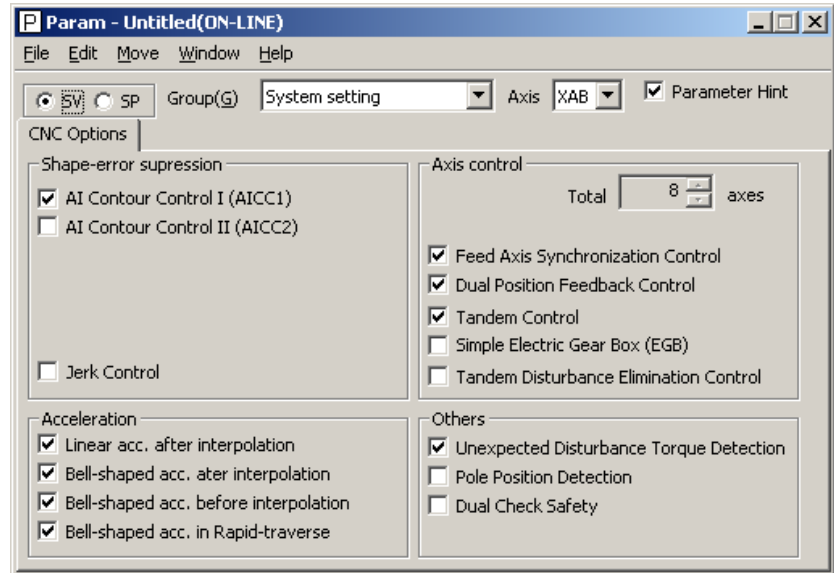 Param - Untitled(ON-LINE)
File Edit Move Window Help
SV SP Group(G) System setting Axis XAB Parameter Hint
CNC Options
Shape-error supression
AI Contour Control I (AICC1)
AI Contour Control II (AICC2)
Jerk Control
Axis control
Total 8 axes
Feed Axis Synchronization Control
Dual Position Feedback Control
Tandem Control
Simple Electric Gear Box (EGB)
Tandem Disturbance Elimination Control
Acceleration
Linear acc. after interpolation
Bell-shaped acc. ater interpolation
Bell-shaped acc. before interpolation
Bell-shaped acc. in Rapid-traverse
Others
Unexpected Disturbance Torque Detection
Pole Position Detection
Dual Check Safety